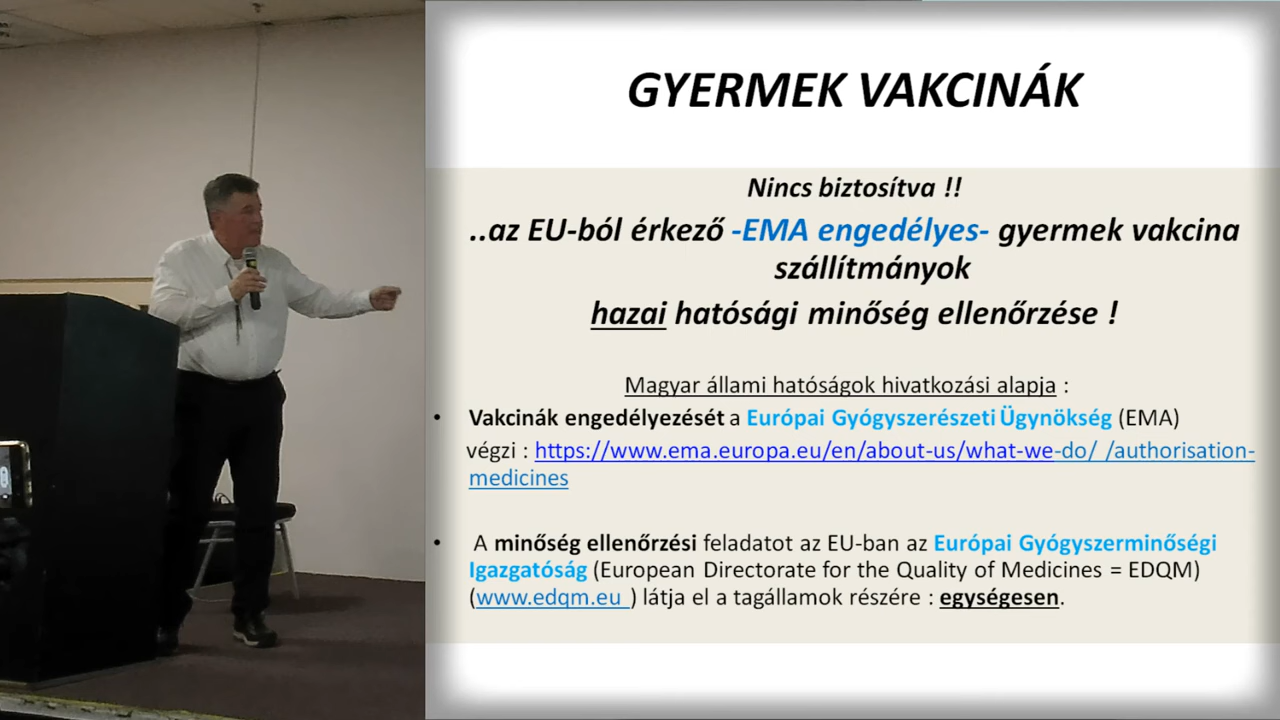 GYERMEK VAKCINÁK
Nincs biztosítva !!
..az EU-ból érkező -EMA engedélyes- gyermek vakcina
szállítmányok
hazai hatósági minőség ellenőrzése !
Magyar állami hatóságok hivatkozási alapja :
• Vakcinák engedélyezését a Európai Gyógyszerészeti Ügynökség (EMA)
végzi : https://www.ema.europa.eu/en/about-us/what-we-do/ /authorisation-
medicines
• A minőség ellenőrzési feladatot az EU-ban az Európai Gyógyszerminőségi
Igazgatóság (European Directorate for the Quality of Medicines = EDQM)
(www.edqm.eu ) látja el a tagállamok részére : egységesen.